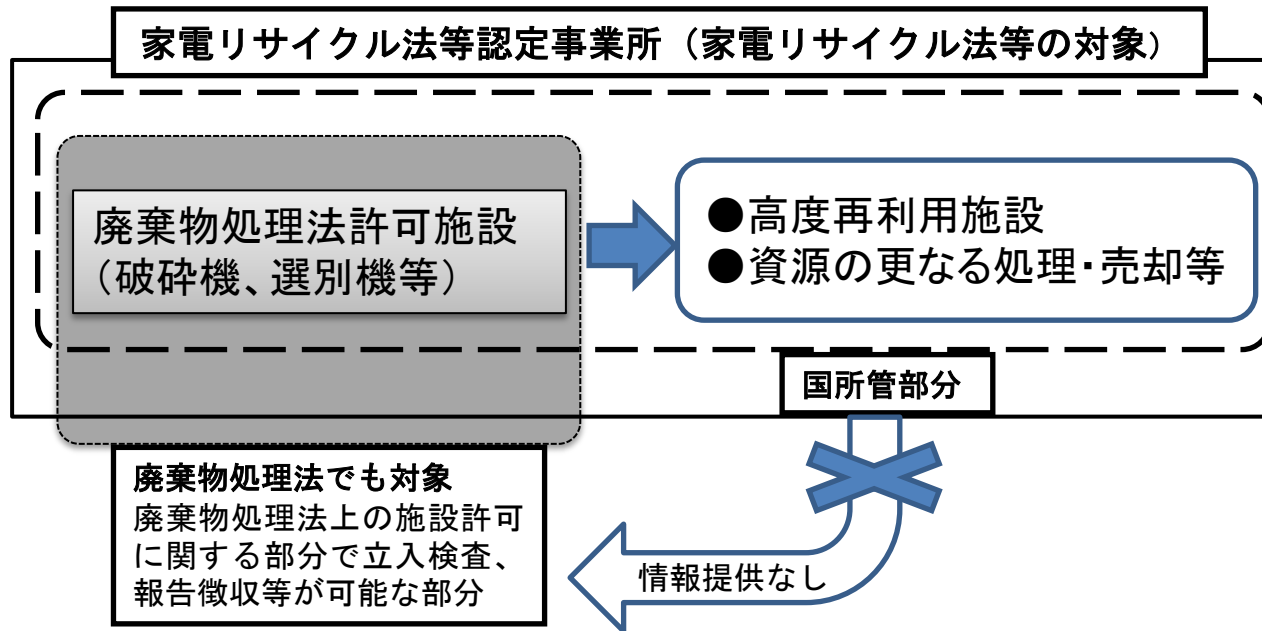 家電リサイクル法等認定事業所（家電リサイクル法等の対象）
廃棄物処理法許可施設
（破砕機、選別機等）
●高度再利用施設
●資源の更なる処理・売却等
国所管部分
廃棄物処理法でも対象
廃棄物処理法上の施設許可
に関する部分で立入検査、
報告徴収等が可能な部分
情報提供なし